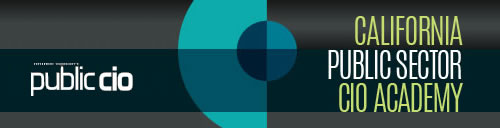 public cio
CALIFORNIA
PUBLIC SECTOR
CIO ACADEMY